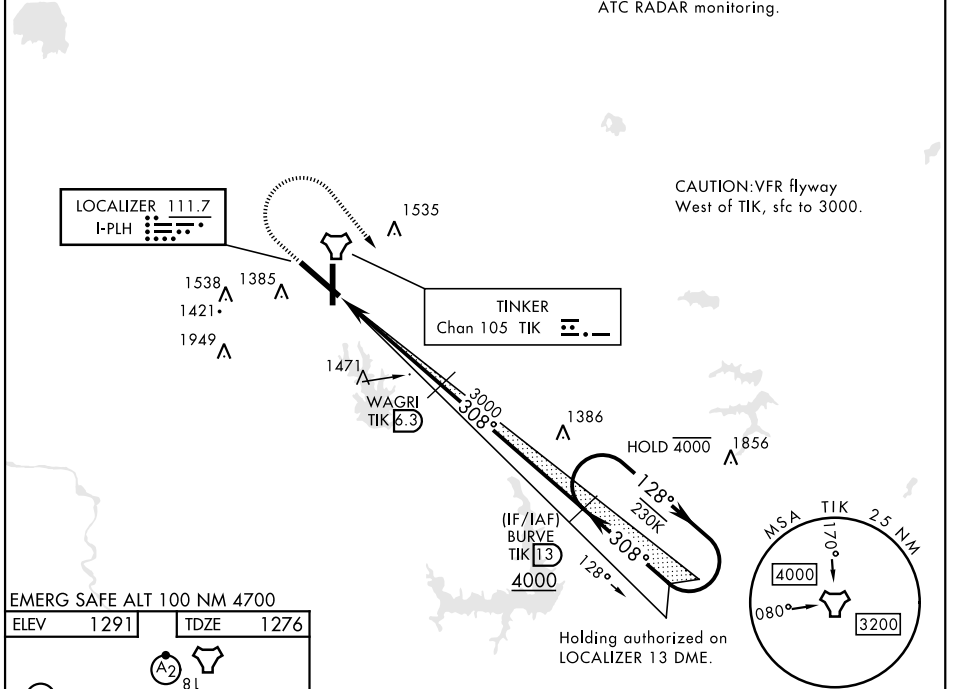 ATC RADAR monitoring.
CAUTION:VFR flyway
West of TIK, sfc to 3000.
LOCALIZER 111.7
I-PLH
1535
1538
1385
1421
1949
TINKER
Chan 105 TIK
1471
WAGRI
TIK 6.3
3000
308°
1386
HOLD 4000
1856
128°
230K
(IF/IAF)
BURVE
TIK 13
4000
308°
128°
MSA TIK 25 NM
170°
4000
080°
3200
Holding authorized on
LOCALIZER 13 DME.
EMERG SAFE ALT 100 NM 4700
ELEV 1291 TDZE 1276
A2